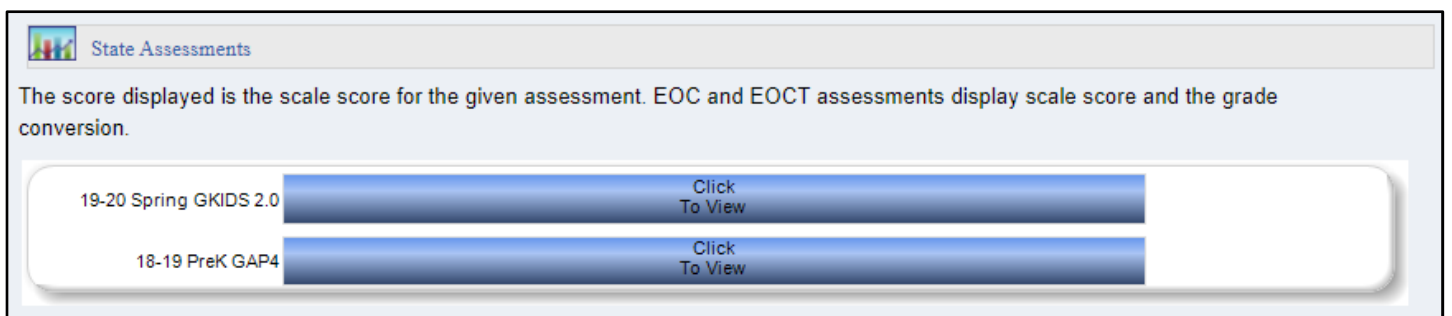 State Assessments
The score displayed is the scale score for the given assessment. EOC and EOCT assessments display scale score and the grade
conversion.
19-20 Spring GKIDS 2.0
Click
To View
18-19 PreK GAP4
Click
To View